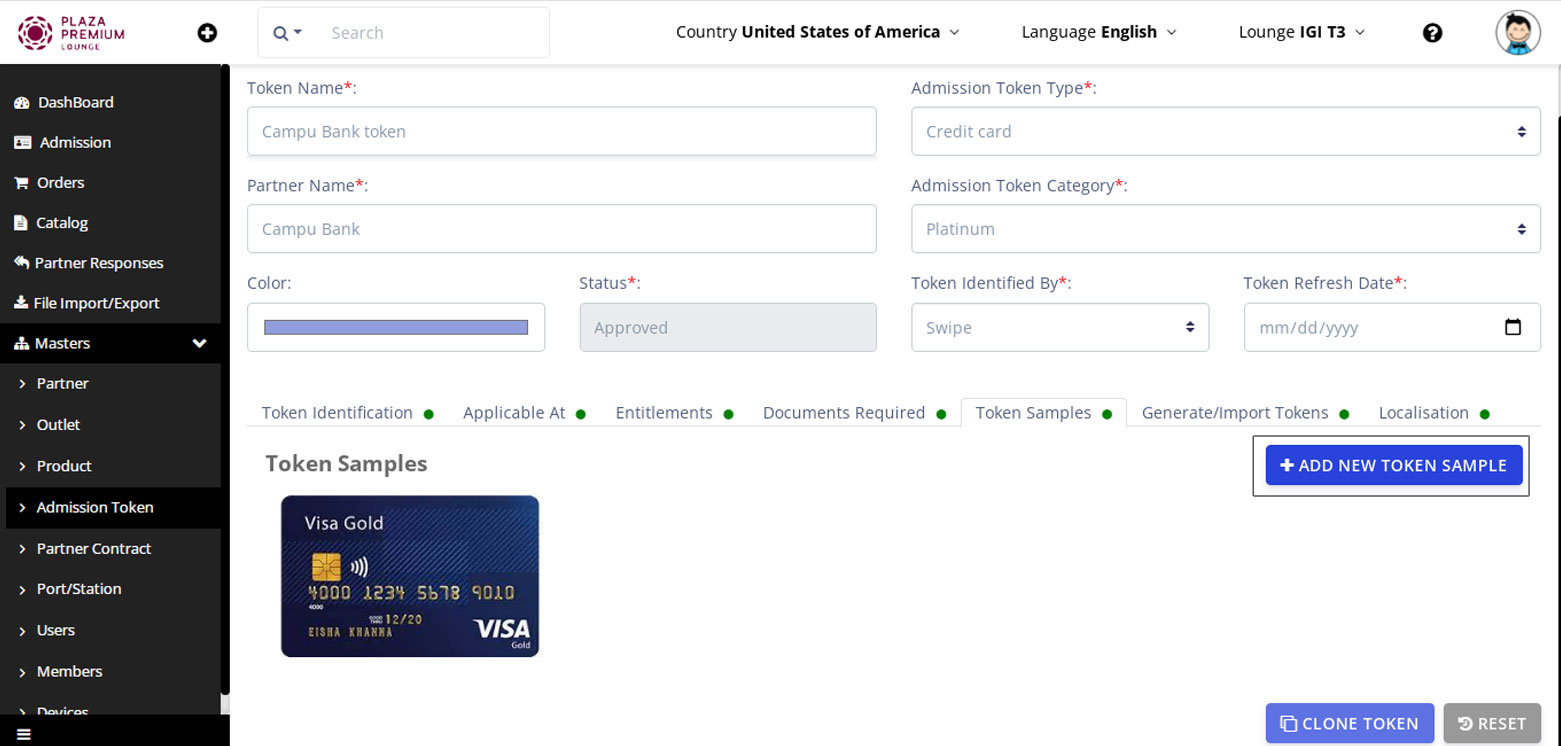 PLAZA
PREMIUM
LOUNGE
Search
Country United States of America
Language English
Lounge IGI T3
DashBoard
Admission
Orders
Catalog
Partner Responses
File Import/Export
Masters
Partner
Outlet
Product
Admission Token
Partner Contract
Port/Station
Users
Members
Devices
Token Name*:
Admission Token Type*:
Campu Bank token
Credit card
Partner Name*:
Admission Token Category*:
Campu Bank
Platinum
Color:
Status*:
Token Identified By*:
Token Refresh Date*:
Approved
Swipe
mm/dd/yyyy
Token Identification
Applicable At
Entitlements
Documents Required
Token Samples
Generate/Import Tokens
Localisation
Token Samples
ADD NEW TOKEN SAMPLE
Visa Gold
4000 1234 5678 9010
4000
GOOD THRU 12/20
EISHA KHANNA
VISA
Gold
CLONE TOKEN
RESET